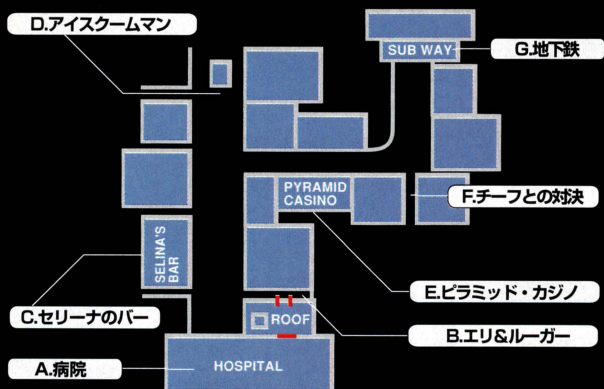 D.アイスクームマン
SUB WAY
G.地下鉄
PYRAMID
CASINO
F.チーフとの対決
SELINA'S
BAR
E.ピラミッド・カジノ
C.セリーナのバー
ROOF
B.エリ&ルーガー
A.病院
HOSPITAL